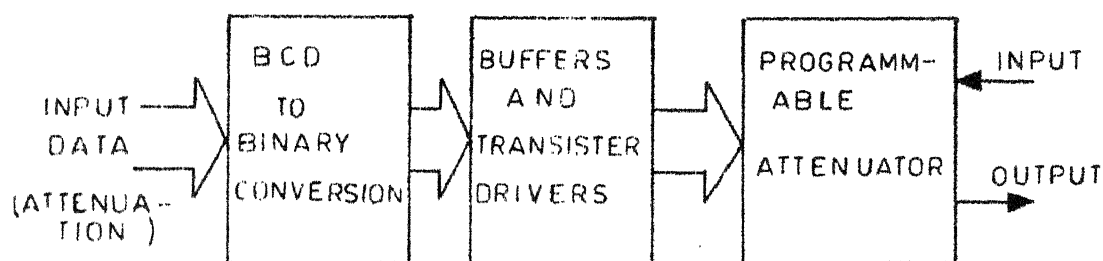 INPUT
DATA
(ATTENUA-
TION)
BCD
TO
BINARY
CONVERSION
BUFFERS
AND
TRANSISTER
DRIVERS
PROGRAMM-
ABLE
ATTENUATOR
INPUT
OUTPUT